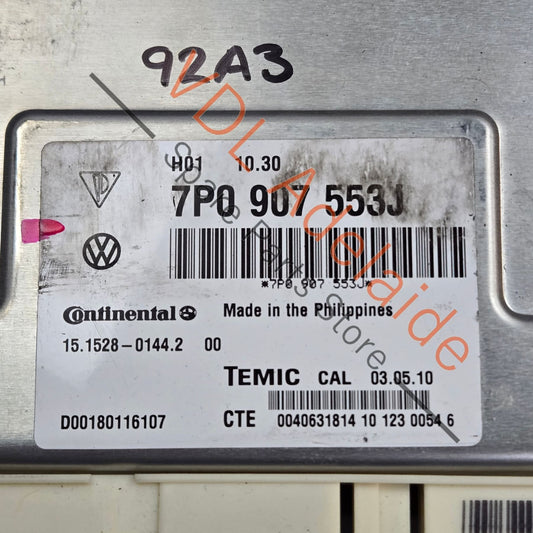 92A3
H01 10.30
7P0 907 553J
*7P0 907 553J*
Continental Made in the Philippines
15.1528-0144.2 00
TEMIC CAL 03.05.10
D00180116107 CTE 0040631814 10 123 0054 6
VDL Adelaide
Spare Parts Store